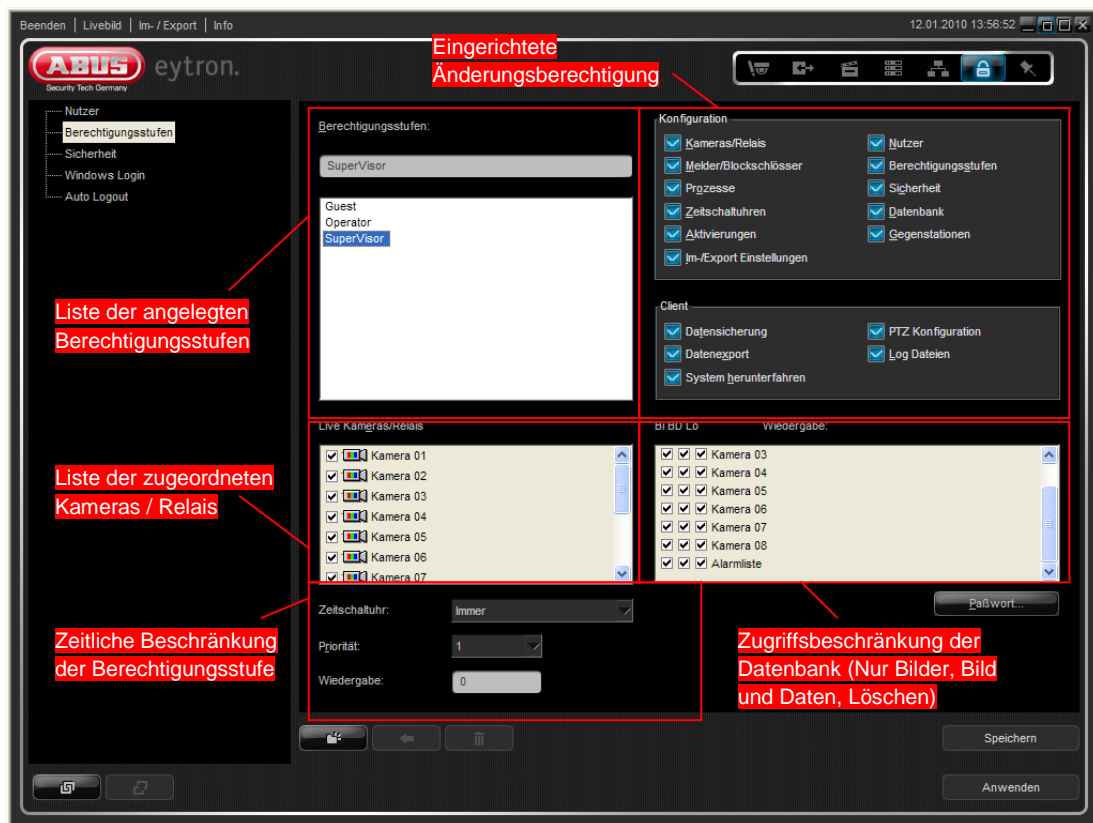 Beenden | Livebild | Im- / Export | Info
12.01.2010 13:56:52
Eingerichtete
Änderungsberechtigung
ABUS
Security Tech Germany
eytron.
Nutzer
Berechtigungsstufen
Sicherheit
Windows Login
Auto Logout
Berechtigungsstufen:
SuperVisor
Guest
Operator
SuperVisor
Konfiguration
Kameras/Relais
Nutzer
Melder/Blockschlösser
Berechtigungsstufen
Prozesse
Sicherheit
Zeitschaltuhren
Datenbank
Aktivierungen
Gegenstationen
Im-/Export Einstellungen
Client
Datensicherung
PTZ Konfiguration
Datenexport
Log Dateien
System herunterfahren
Liste der angelegten
Berechtigungsstufen
Live Kameras/Relais
Kamera 01
Kamera 02
Kamera 03
Kamera 04
Kamera 05
Kamera 06
Kamera 07
Bi BD Lö Wiedergabe:
Kamera 03
Kamera 04
Kamera 05
Kamera 06
Kamera 07
Kamera 08
Alarmliste
Liste der zugeordneten
Kameras / Relais
Zeitschaltuhr:
Immer
Priorität:
1
Wiedergabe:
0
Paßwort...
Zeitliche Beschränkung
der Berechtigungsstufe
Zugriffsbeschränkung der
Datenbank (Nur Bilder, Bild
und Daten, Löschen)
Speichern
Anwenden